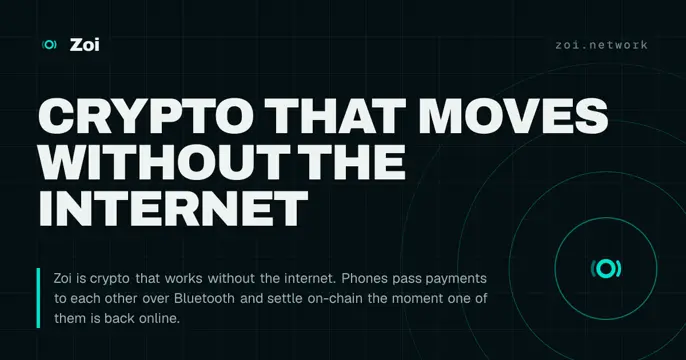 Zoi
zoi.network
CRYPTO THAT MOVES
WITHOUT THE
INTERNET
Zoi is crypto that works without the internet. Phones pass payments
to each other over Bluetooth and settle on-chain the moment one of
them is back online.